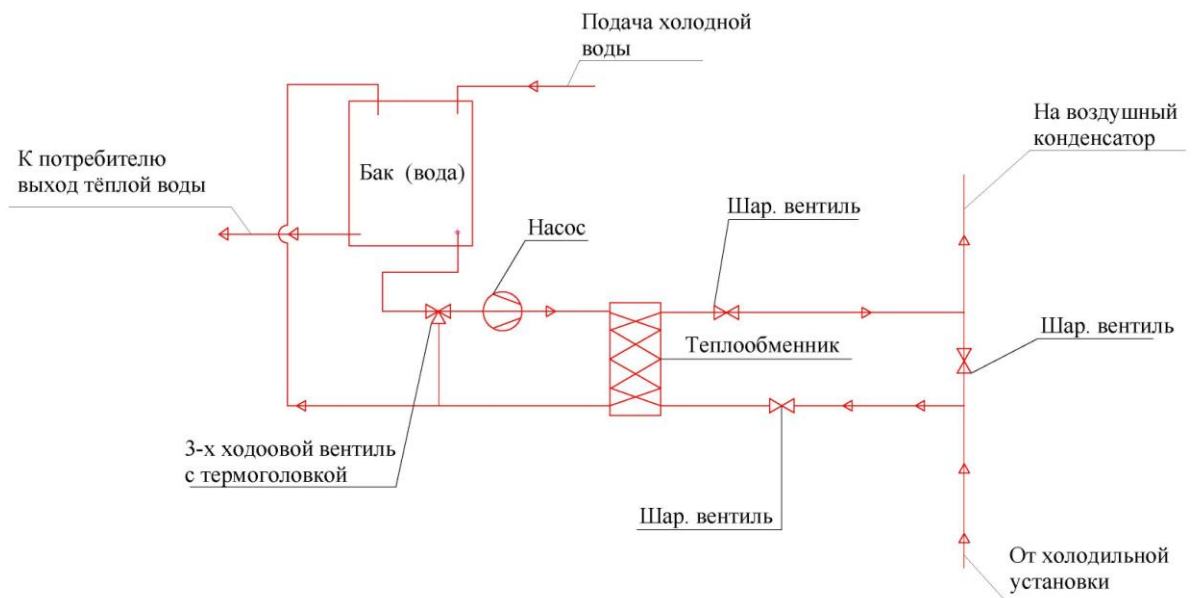 Подача холодной
воды
На воздушный
конденсатор
К потребителю
выход тёплой воды
Бак (вода)
Шар. вентиль
Насос
Шар. вентиль
Теплообменник
3-х ходоовой вентиль
с термоголовкой
Шар. вентиль
От холодильной
установки